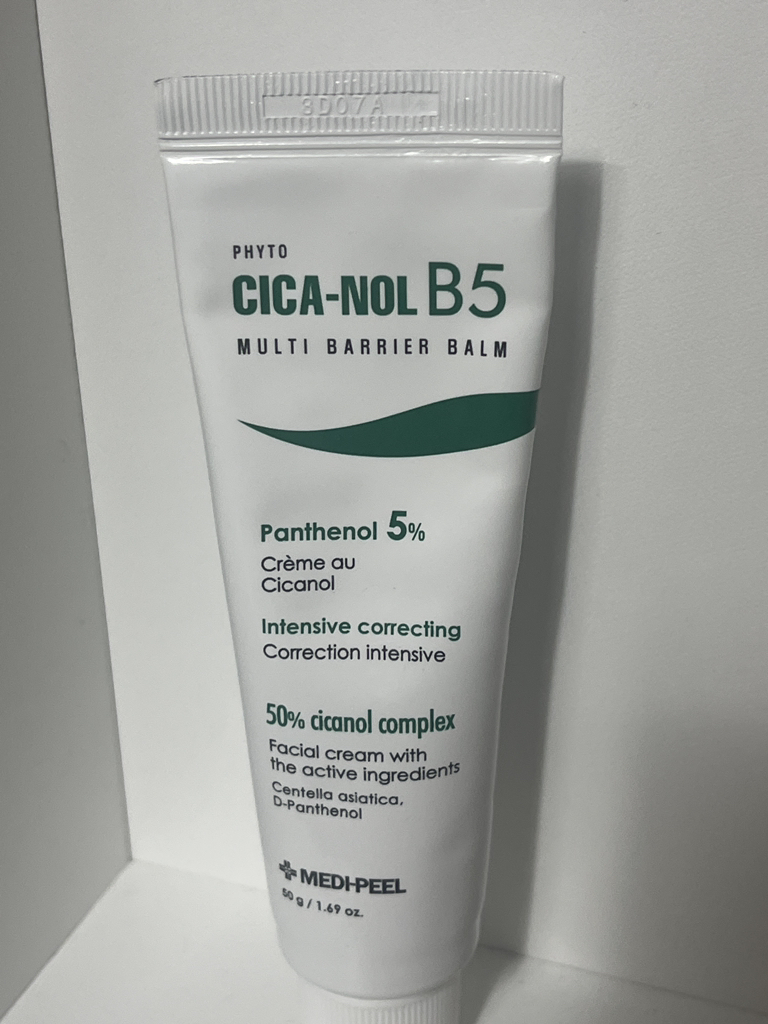 3D07A
PHYTO
CICA-NOL B5
MULTI BARRIER BALM
Panthenol 5%
Crème au
Cicanol
Intensive correcting
Correction intensive
50% cicanol complex
Facial cream with
the active ingredients
Centella asiatica,
D-Panthenol
MEDI-PEEL
50 g / 1.69 oz.